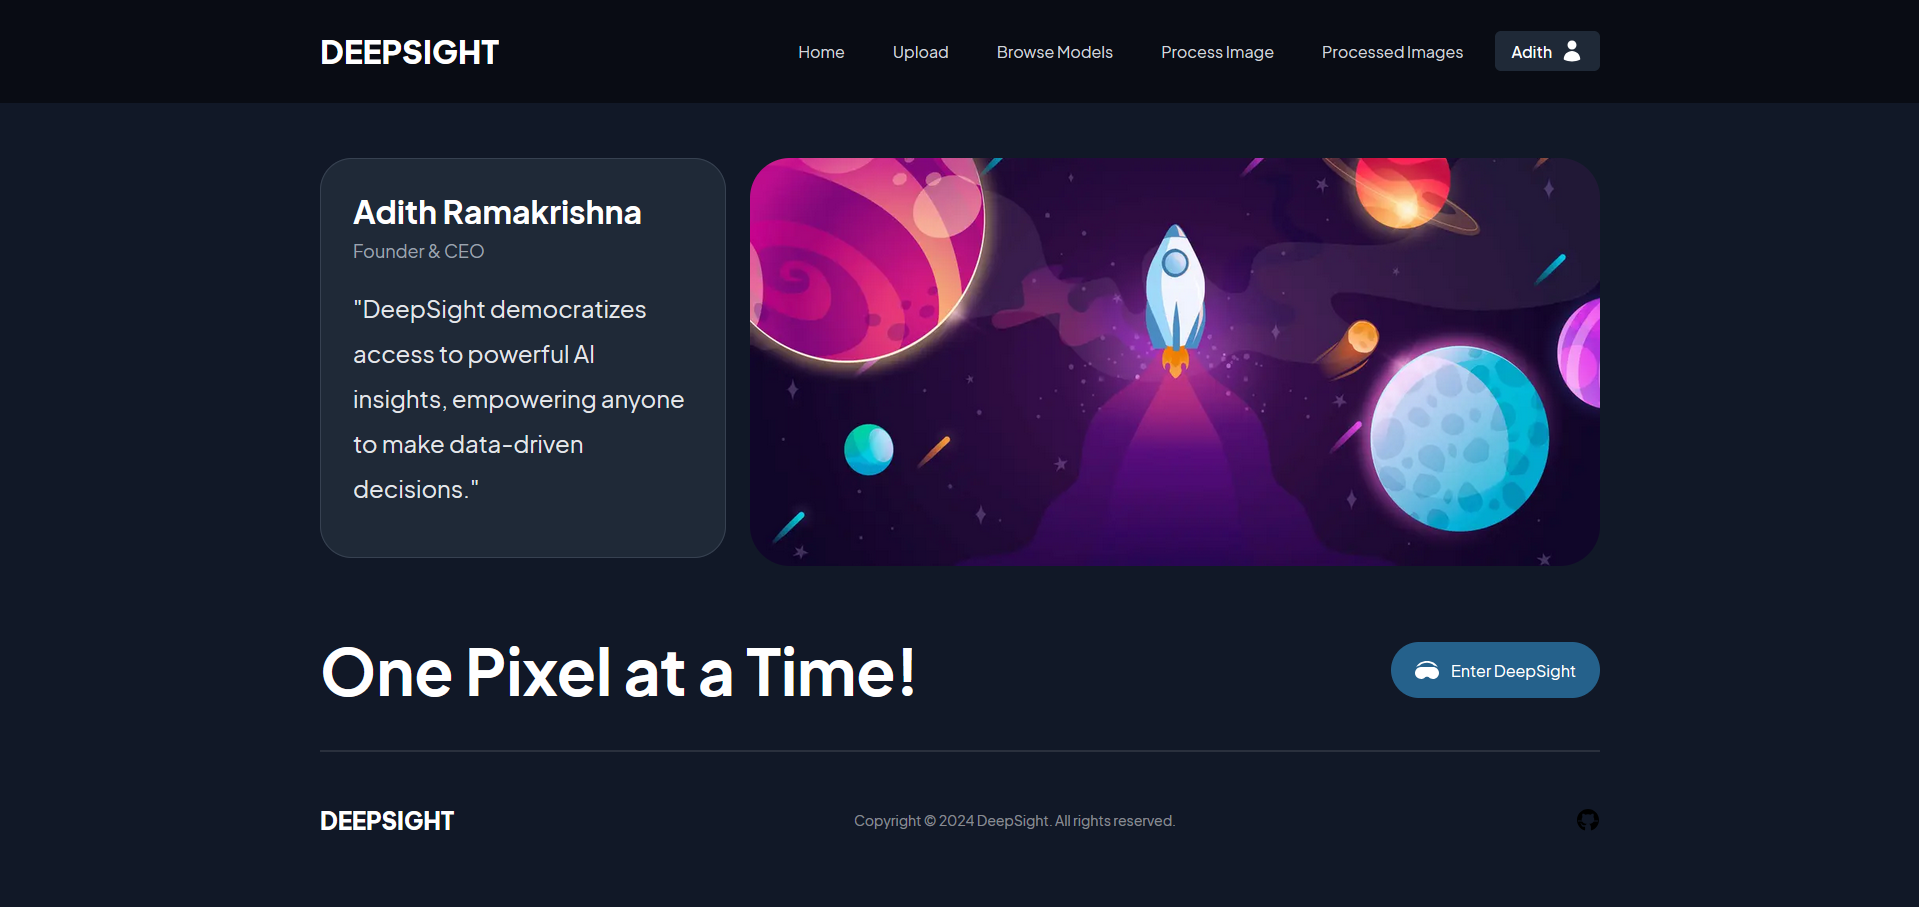 DEEPSIGHT
Home Upload Browse Models Process Image Processed Images Adith
Adith Ramakrishna
Founder & CEO
"DeepSight democratizes
access to powerful AI
insights, empowering anyone
to make data-driven
decisions."
One Pixel at a Time!
Enter DeepSight
DEEPSIGHT
Copyright © 2024 DeepSight. All rights reserved.